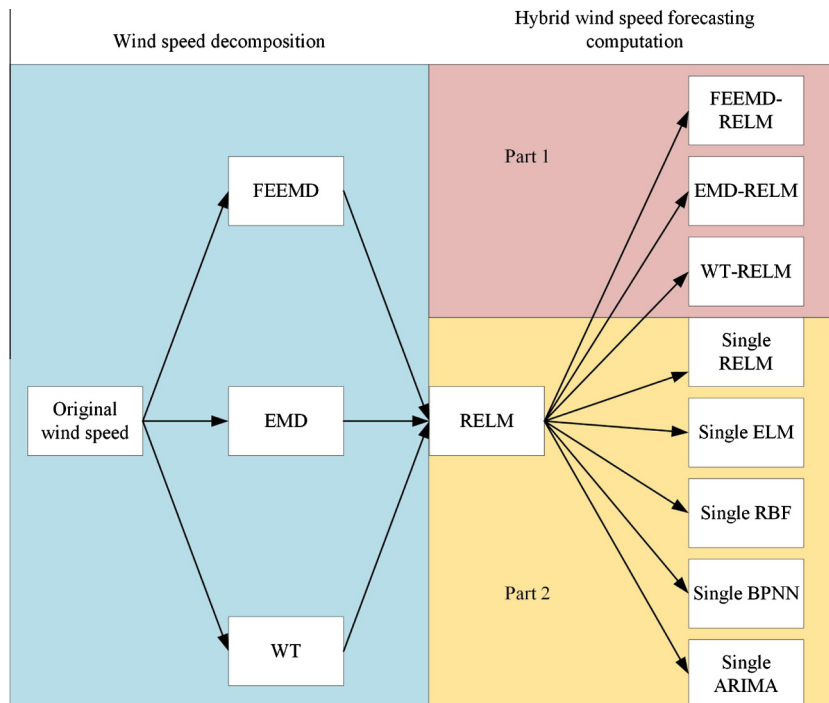 Wind speed decomposition
Hybrid wind speed forecasting
computation
FEEMD-
RELM
Part 1
FEEMD
EMD-RELM
WT-RELM
Single
RELM
Original
wind speed
EMD
RELM
Single ELM
Single RBF
Part 2
Single BPNN
WT
Single
ARIMA